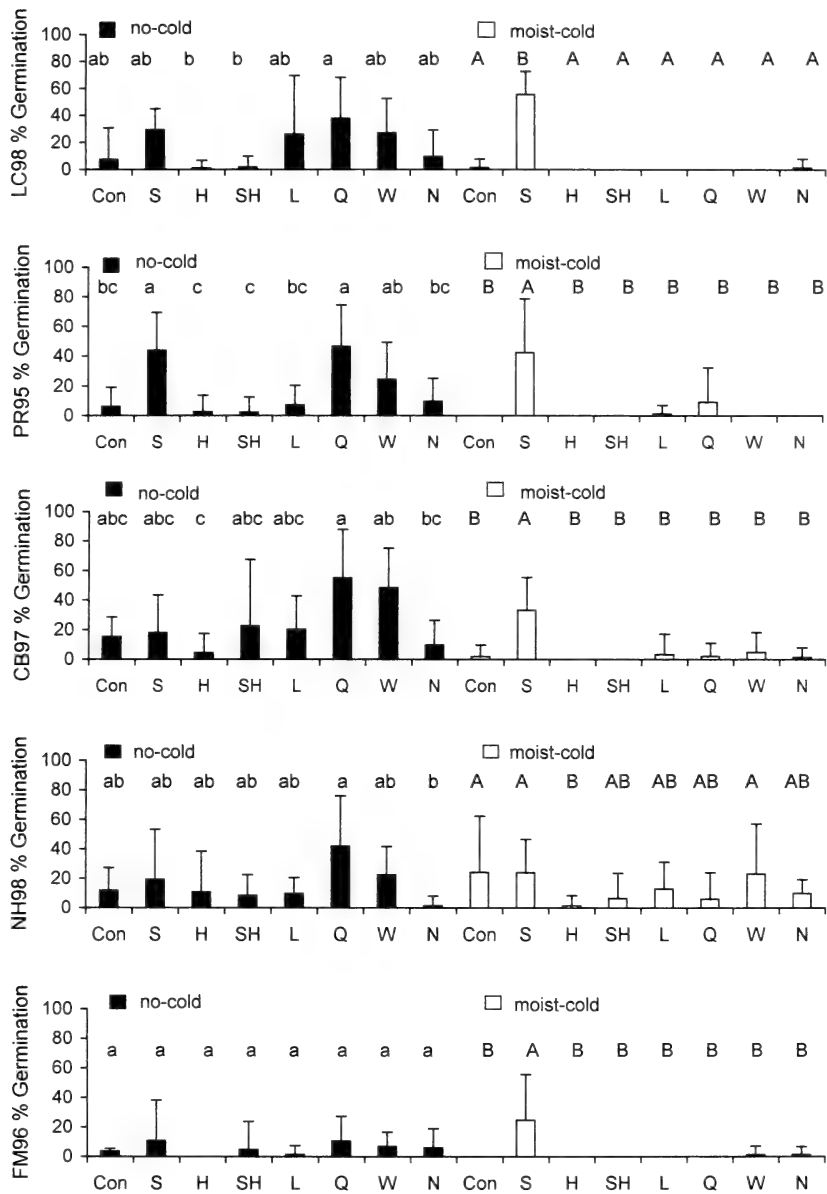 no-cold moist-cold
100
ab ab b b ab a ab ab A B A A A A A A
80
60
40
20
0
LC98 % Germination
Con S H SH L Q W N Con S H SH L Q W N
100
no-cold moist-cold
80
bc a c c bc a ab bc B A B B B B B B
60
40
20
0
PR95 % Germination
Con S H SH L Q W N Con S H SH L Q W N
no-cold moist-cold
100
abc abc c abc abc a ab bc B A B B B B B B
80
60
40
20
0
CB97 % Germination
Con S H SH L Q W N Con S H SH L Q W N
no-cold moist-cold
100
ab ab ab ab ab a ab b A A B AB AB AB A AB
80
60
40
20
0
NH98 % Germination
Con S H SH L Q W N Con S H SH L Q W N
no-cold moist-cold
100
80
a a a a a a a a B A B B B B B B
60
40
20
0
FM96 % Germination
Con S H SH L Q W N Con S H SH L Q W N